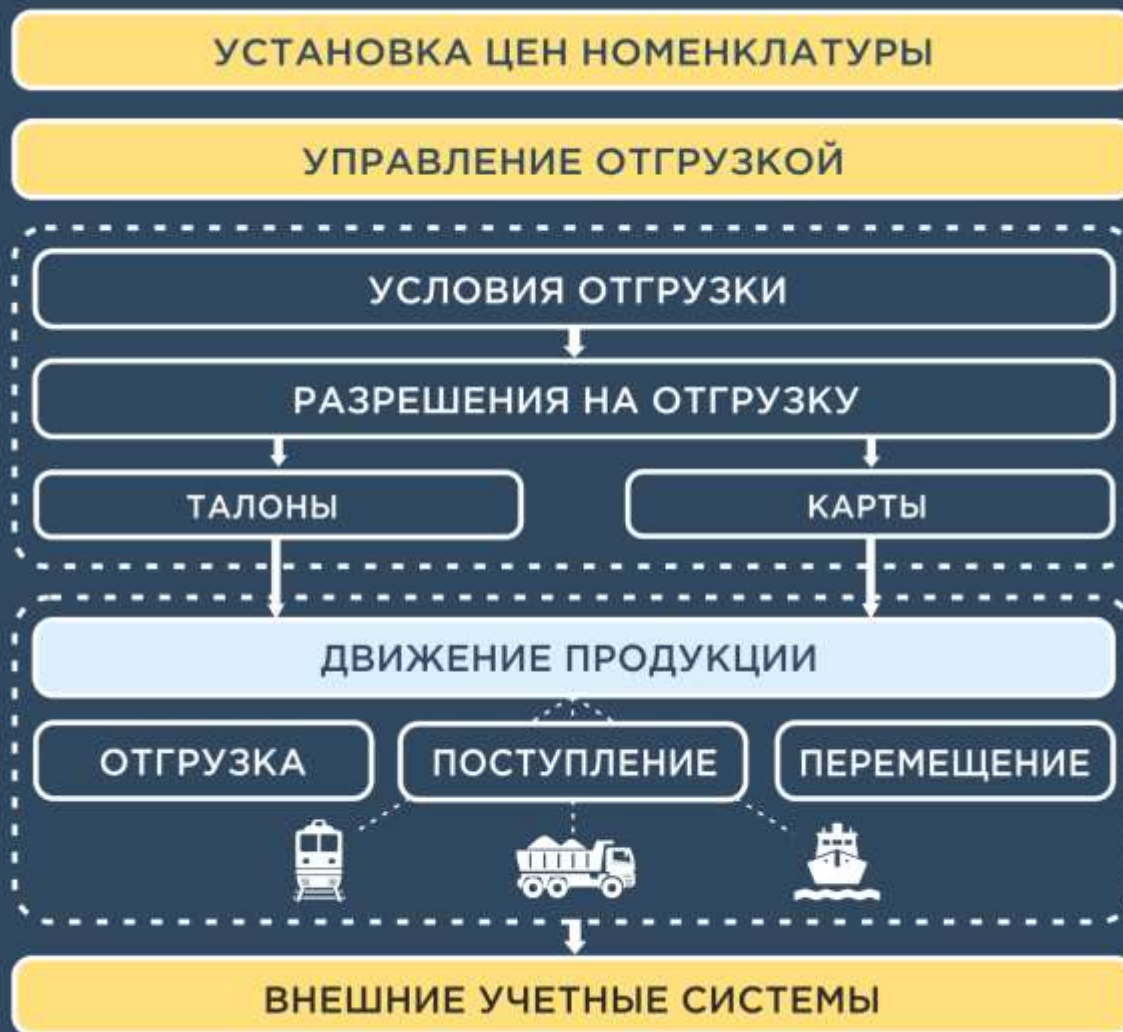 УСТАНОВКА ЦЕН НОМЕНКЛАТУРЫ
УПРАВЛЕНИЕ ОТГРУЗКОЙ
УСЛОВИЯ ОТГРУЗКИ
РАЗРЕШЕНИЯ НА ОТГРУЗКУ
ТАЛОНЫ
КАРТЫ
ДВИЖЕНИЕ ПРОДУКЦИИ
ОТГРУЗКА
ПОСТУПЛЕНИЕ
ПЕРЕМЕЩЕНИЕ
ВНЕШНИЕ УЧЕТНЫЕ СИСТЕМЫ